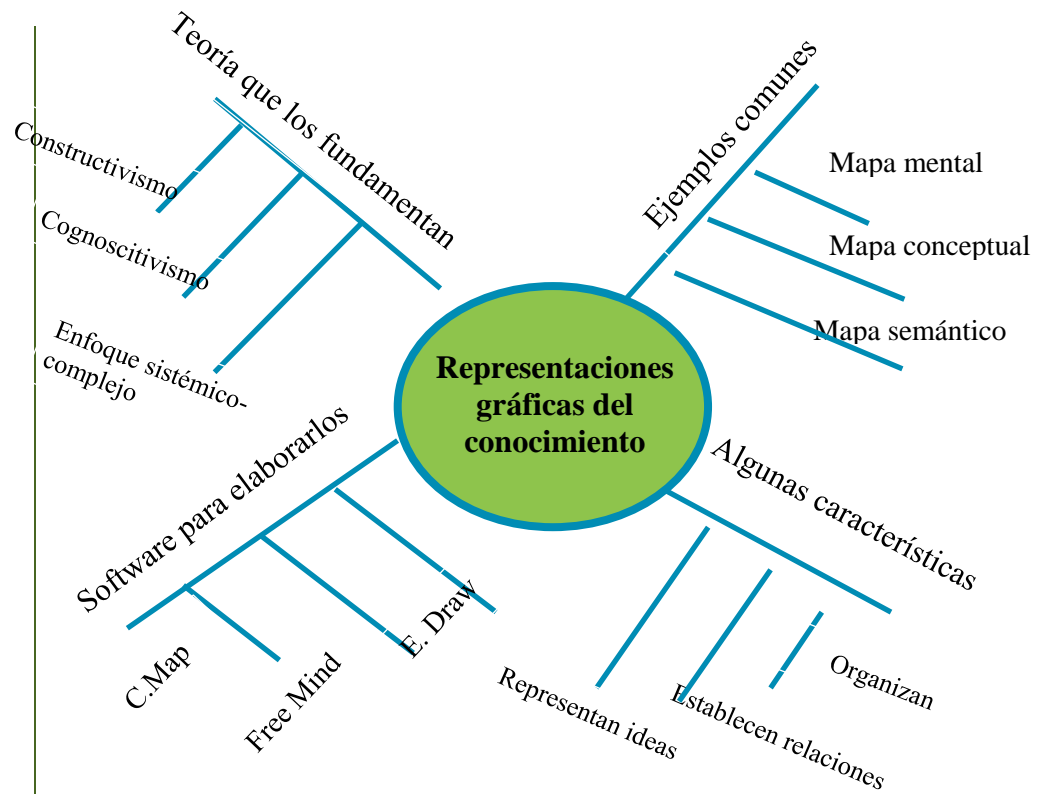 Teoría que los fundamentan
Constructivismo
Cognoscitivismo
Enfoque sistémico-
complejo
Ejemplos comunes
Mapa mental
Mapa conceptual
Mapa semántico
Representaciones
gráficas del
conocimiento
Software para elaborarlos
C.Map
Free Mind
E. Draw
Algunas características
Representan ideas
Establecen relaciones
Organizan